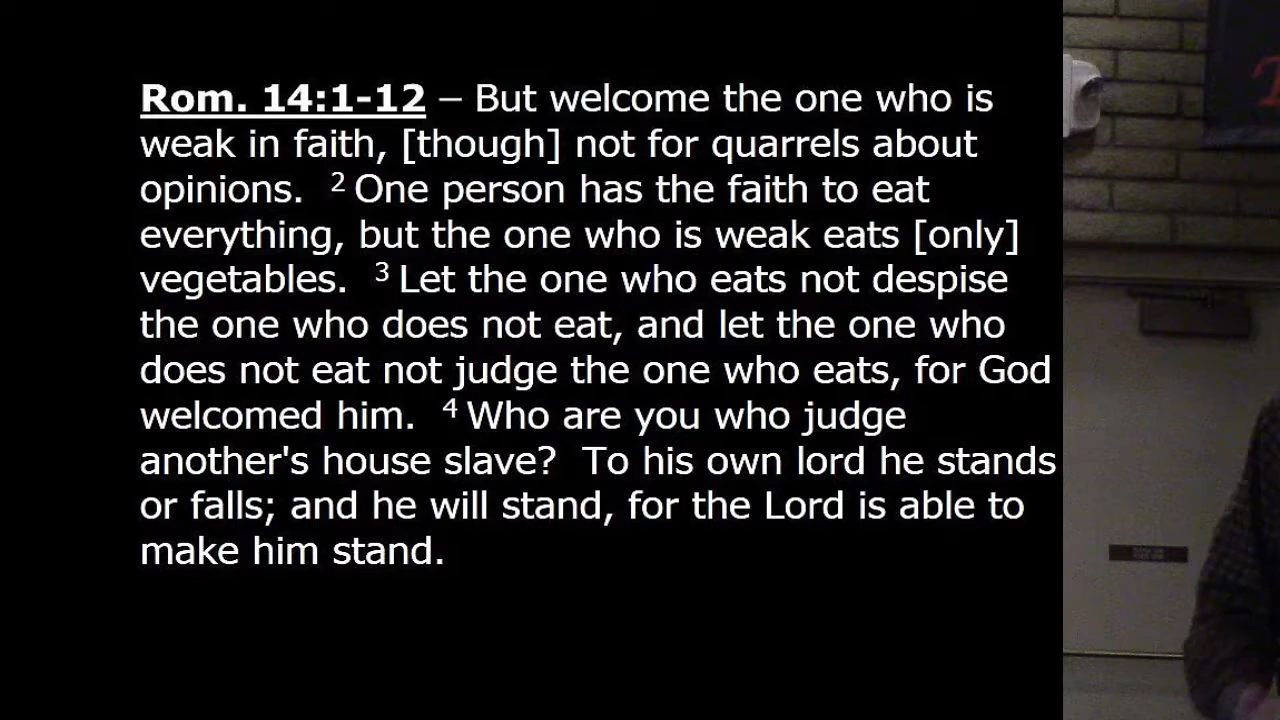 Rom. 14:1-12 – But welcome the one who is
weak in faith, [though] not for quarrels about
opinions. ² One person has the faith to eat
everything, but the one who is weak eats [only]
vegetables. ³ Let the one who eats not despise
the one who does not eat, and let the one who
does not eat not judge the one who eats, for God
welcomed him. ⁴ Who are you who judge
another's house slave? To his own lord he stands
or falls; and he will stand, for the Lord is able to
make him stand.